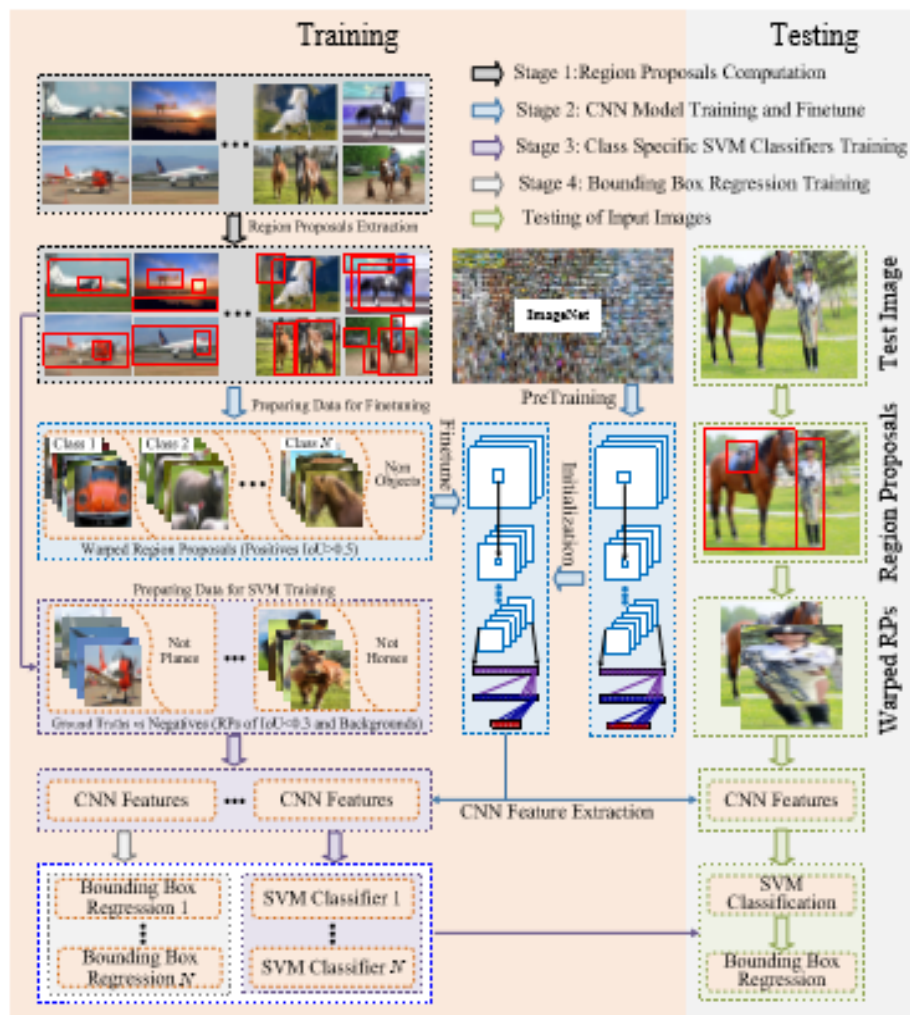 Training
Testing
Stage 1:Region Proposals Computation
Stage 2: CNN Model Training and Finetune
Stage 3: Class Specific SVM Classifiers Training
Stage 4: Bounding Box Regression Training
Testing of Input Images
Region Proposals Extraction
ImageNet
Test Image
PreTraining
Preparing Data for Finetuning
Finetune
Class 1
Class 2
Class N
Non
Objects
Initialization
Region Proposals
Warped Region Proposals (Positives IoU>0.5)
Preparing Data for SVM Training
Not
Planes
Not
Horses
Warped RPs
Ground Truths vs Negatives (RPs of IoU<0.3 and Backgrounds)
CNN Features
CNN Features
CNN Feature Extraction
CNN Features
Bounding Box
Regression 1
SVM Classifier 1
SVM
Classification
Bounding Box
Regression N
SVM Classifier N
Bounding Box
Regression